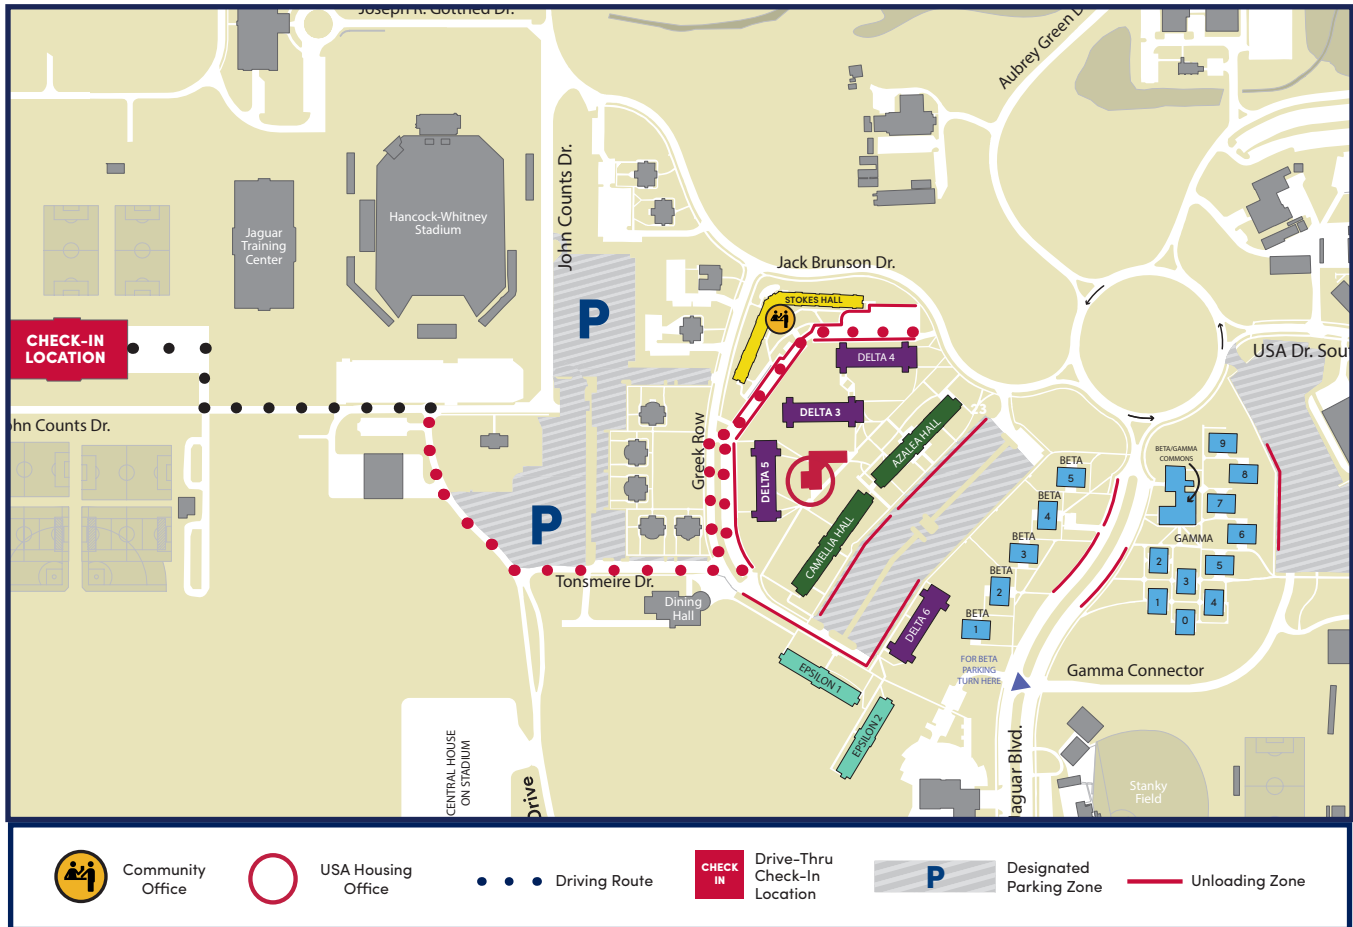 Joseph R. Gottfried Dr.
Aubrey Green D
John Counts Dr.
Hancock-Whitney
Stadium
Jaguar
Training
Center
Jack Brunson Dr.
STOKES HALL
P
CHECK-IN
LOCATION
DELTA 4
USA Dr. Sou
DELTA 3
23
AZALEA HALL
Greek Row
ohn Counts Dr.
DELTA 5
BETA/GAMMA
COMMONS
9
BETA
5
8
BETA
4
7
P
CAMELLIA HALL
GAMMA
6
BETA
3
2
5
3
Tonsmeire Dr.
BETA
2
1
4
0
Dining
Hall
DELTA 6
BETA
1
EPSILON 1
FOR BETA
PARKING
TURN HERE
Gamma Connector
EPSILON 2
CENTRAL HOUSE
ON STADIUM
Drive
Jaguar Blvd.
Stanky
Field
Community
Office
USA Housing
Office
Driving Route
CHECK
IN
Drive-Thru
Check-In
Location
P
Designated
Parking Zone
Unloading Zone